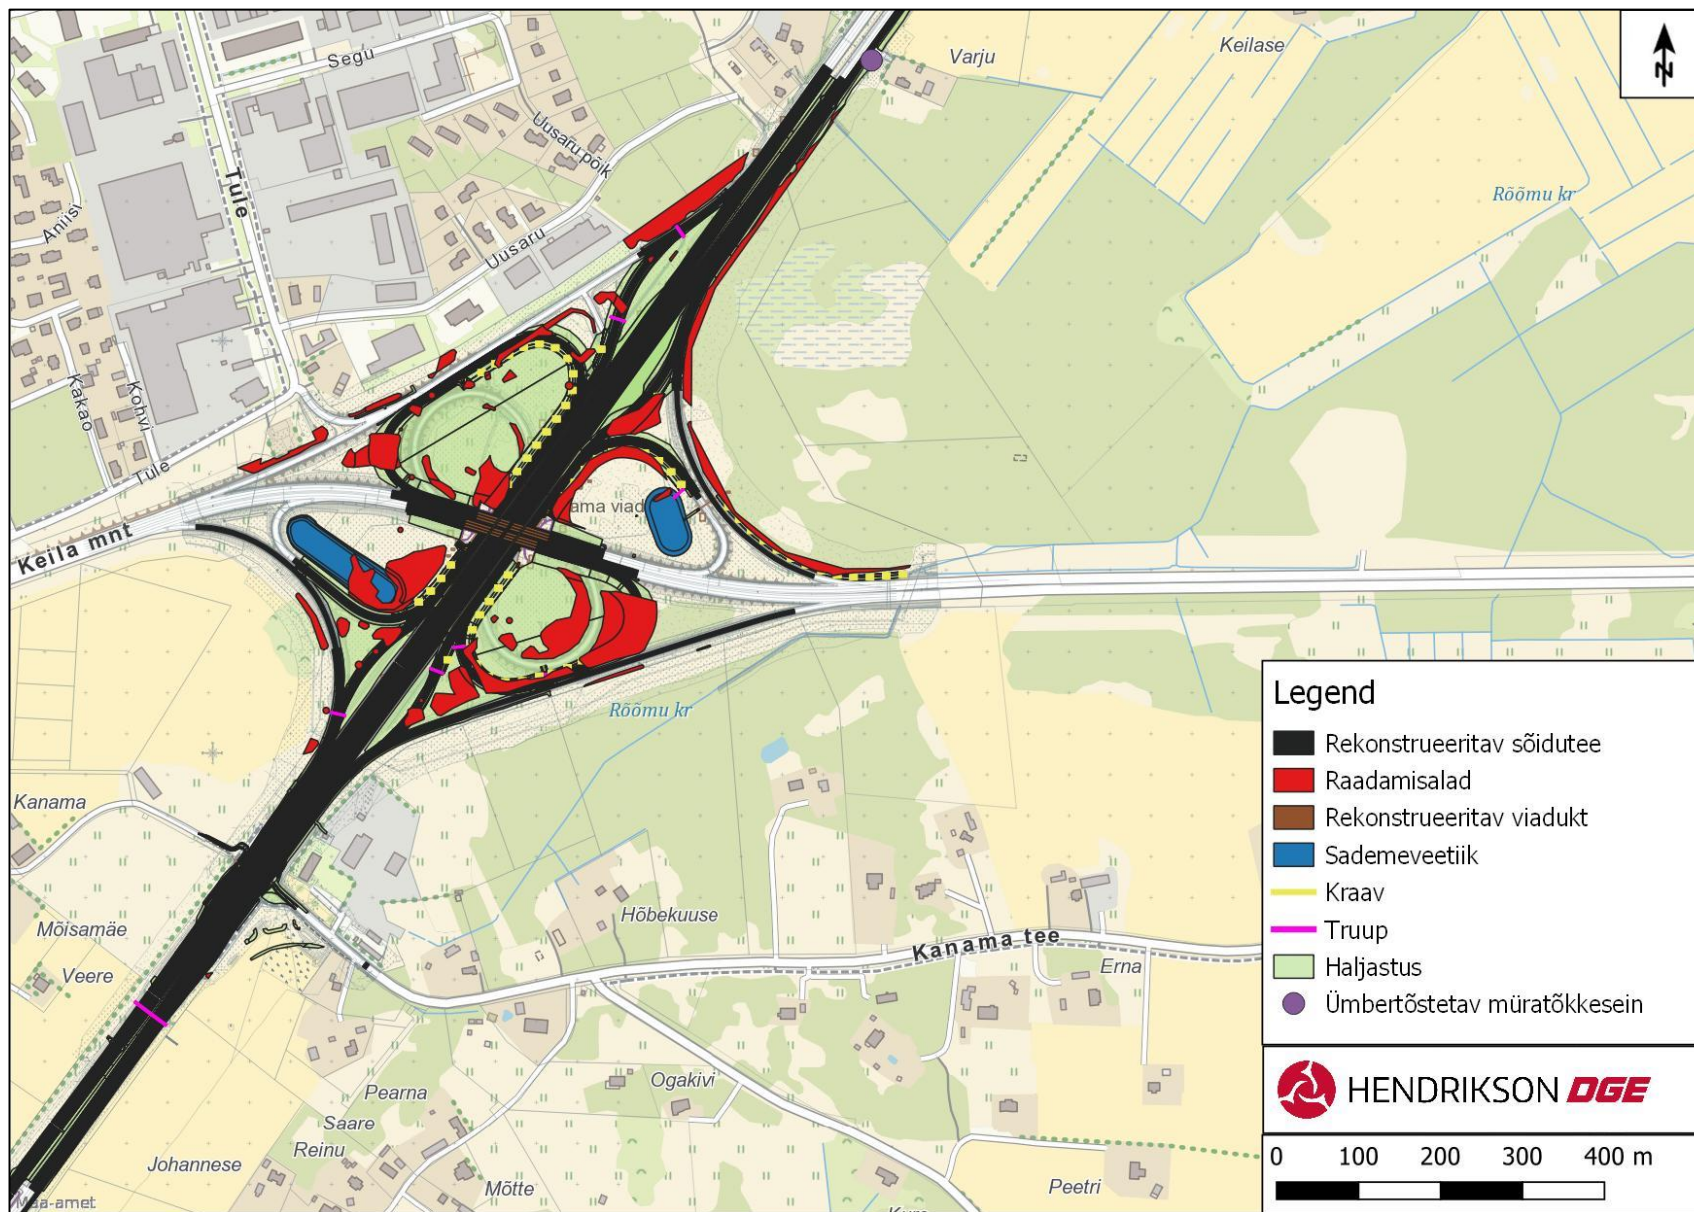 Segu
Varju
Keilase
N
Uusaru põik
Tule
Rõõmu kr
Aniisi
Uusaru
Kakao
Kohvi
Tule
ama viad
Keila mnt
Rõõmu kr
Kanama
Mõisamäe
Veere
Hõbekuuse
Kanama tee
Erna
Pearna
Saare
Reinu
Ogakivi
Johannese
Mõtte
Peetri
Maa-amet
Legend
Rekonstrueeritav sõidutee
Raadamisalad
Rekonstrueeritav viadukt
Sademeveetiik
Kraav
Truup
Haljastus
Ümbertõstetav müratõkkesein
HENDRIKSON DGE
0 100 200 300 400 m